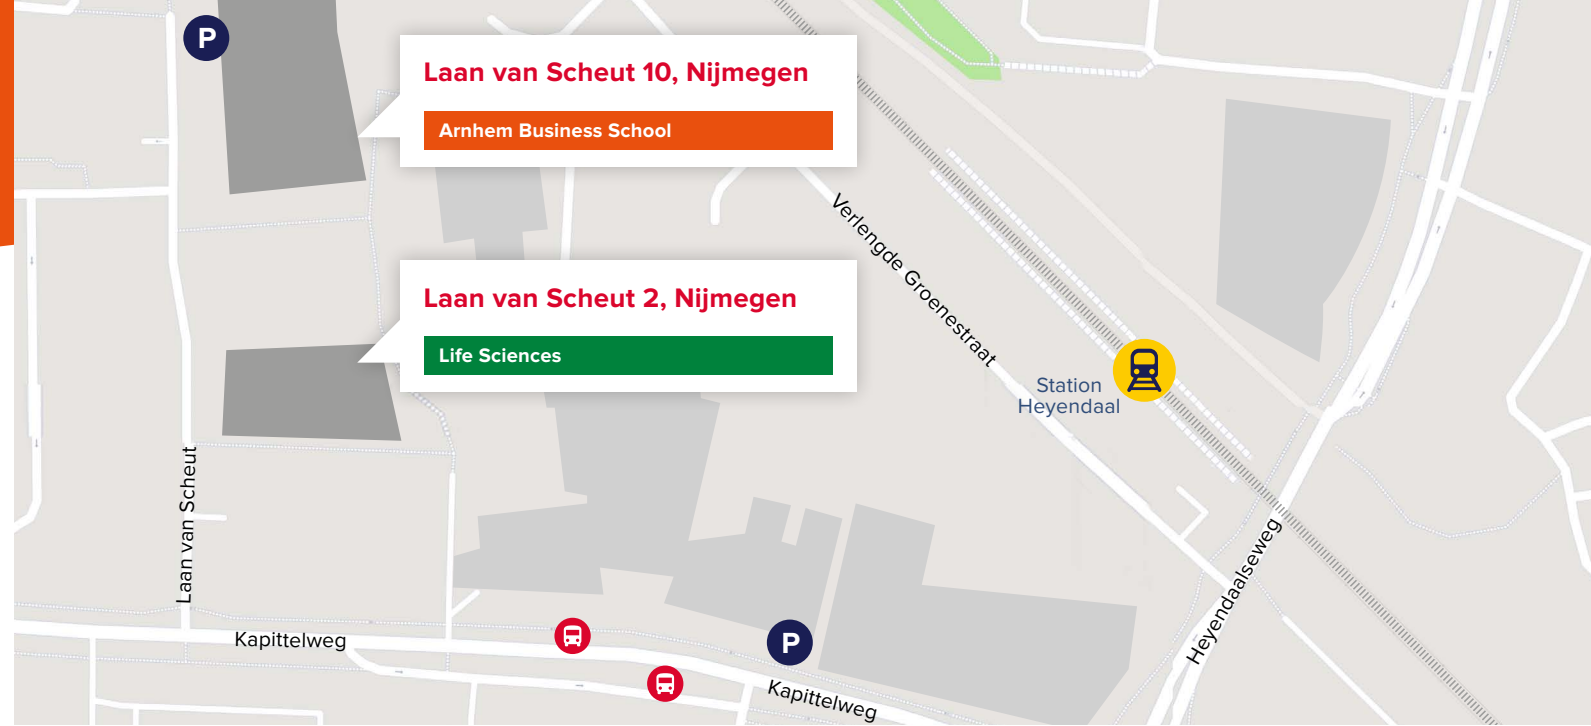 P
Laan van Scheut 10, Nijmegen
Arnhem Business School
Verlengde Groenestraat
Laan van Scheut 2, Nijmegen
Life Sciences
Station
Heyendaal
Laan van Scheut
Heyendaalseweg
Kapittelweg
P
Kapittelweg